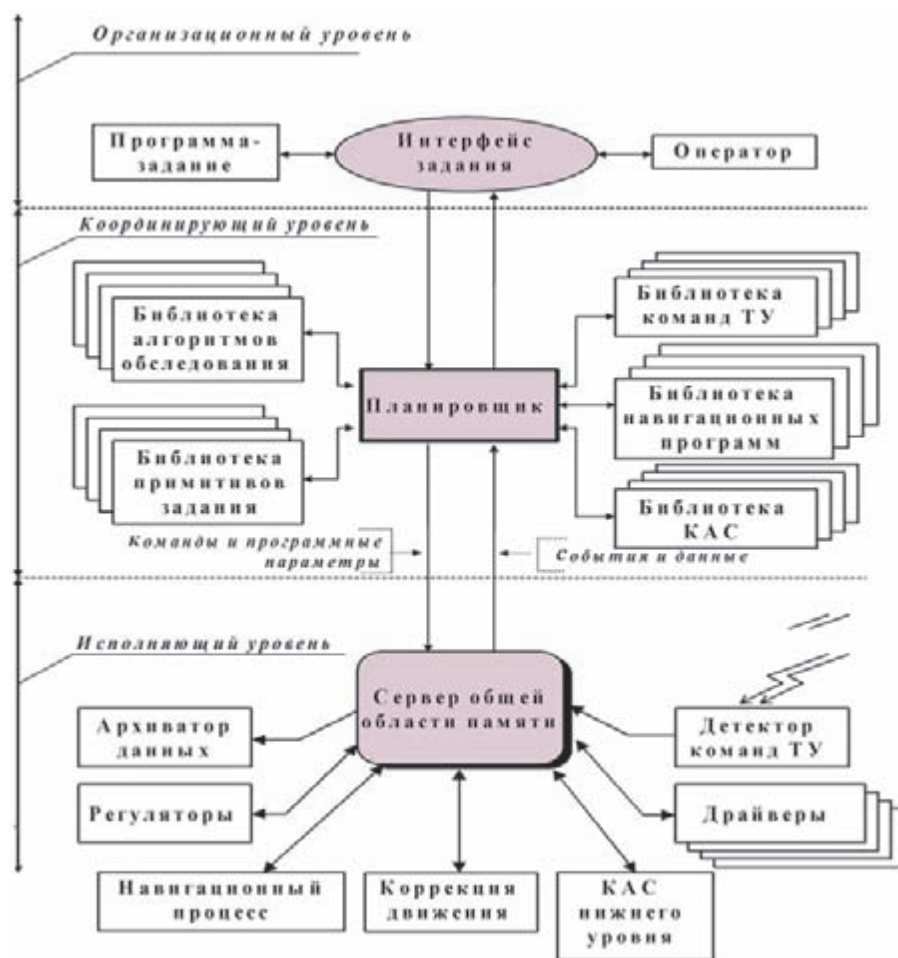 Организационный уровень
Программа-
задание
Интерфейс
задания
Оператор
Координирующий уровень
Библиотека
алгоритмов
обследования
Библиотека
команд ТУ
Планировщик
Библиотека
навигационных
программ
Библиотека
примитивов
задания
Библиотека
КАС
Команды и программные
параметры
События и данные
Исполняющий уровень
Сервер общей
области памяти
Архиватор
данных
Детектор
команд ТУ
Регуляторы
Драйверы
Навигационный
процесс
Коррекция
движения
КАС
нижнего
уровня